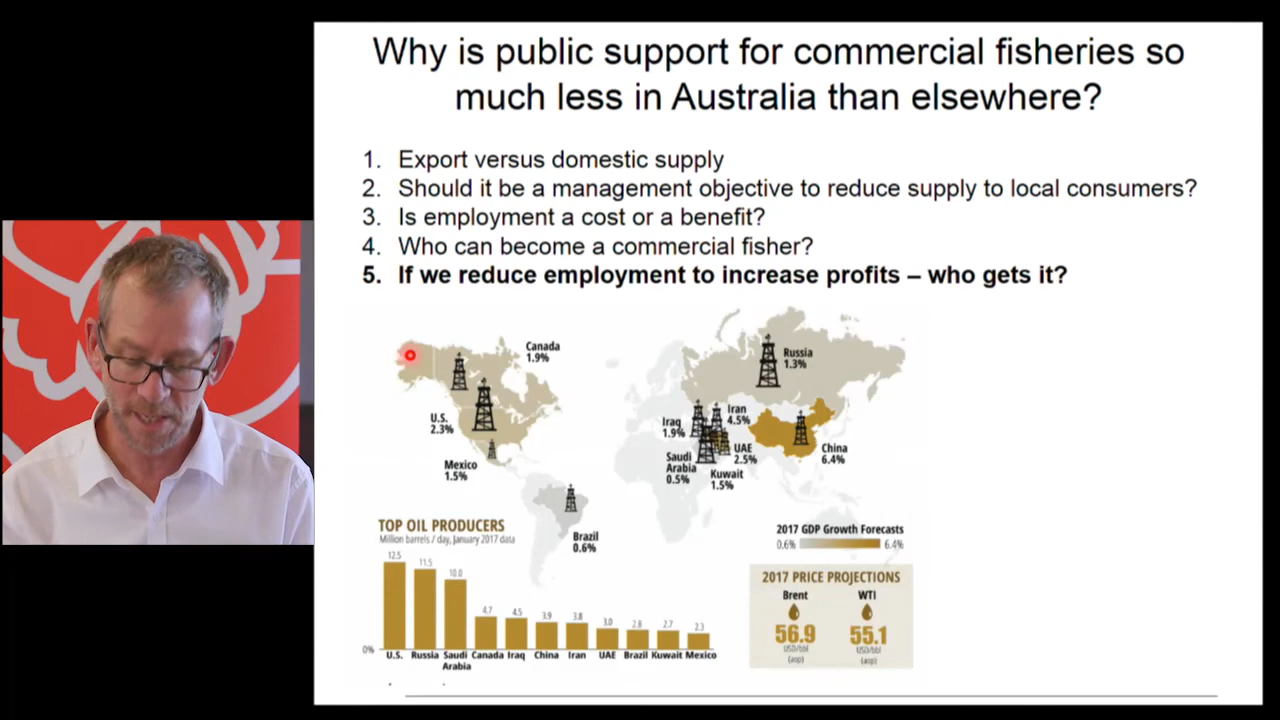 Why is public support for commercial fisheries so
much less in Australia than elsewhere?
1. Export versus domestic supply
2. Should it be a management objective to reduce supply to local consumers?
3. Is employment a cost or a benefit?
4. Who can become a commercial fisher?
5. If we reduce employment to increase profits – who gets it?
Canada
1.9%
Russia
1.3%
U.S.
2.3%
Iraq
1.9%
Iran
4.5%
Mexico
1.5%
Saudi
Arabia
0.5%
UAE
2.5%
Kuwait
1.5%
China
6.4%
Brazil
0.6%
TOP OIL PRODUCERS
Million barrels / day, January 2017 data
12.5 11.5 10.0 4.7 4.5 3.9 3.8 3.0 2.8 2.7 2.3
0%
U.S. Russia Saudi Arabia Canada Iraq China Iran UAE Brazil Kuwait Mexico
2017 GDP Growth Forecasts
0.6% 6.4%
2017 PRICE PROJECTIONS
Brent WTI
56.9 55.1
USD/bbl USD/bbl
(aop) (aop)